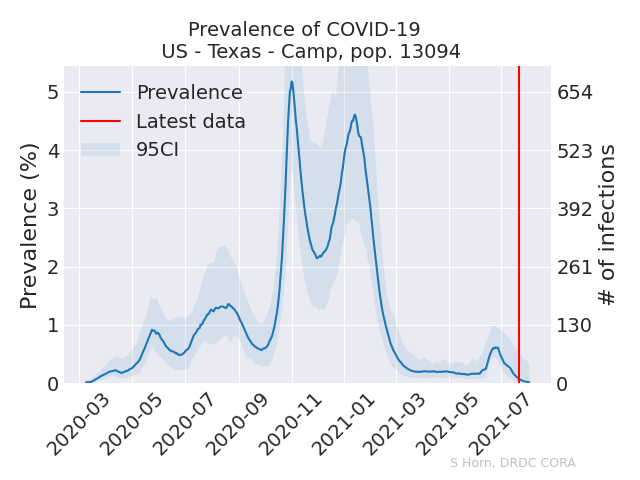 Prevalence of COVID-19
US - Texas - Camp, pop. 13094
Prevalence
Latest data
95CI
Prevalence (%)
5
4
3
2
1
0
# of infections
654
523
392
261
130
0
2020-03
2020-05
2020-07
2020-09
2020-11
2021-01
2021-03
2021-05
2021-07
S Horn, DRDC CORA